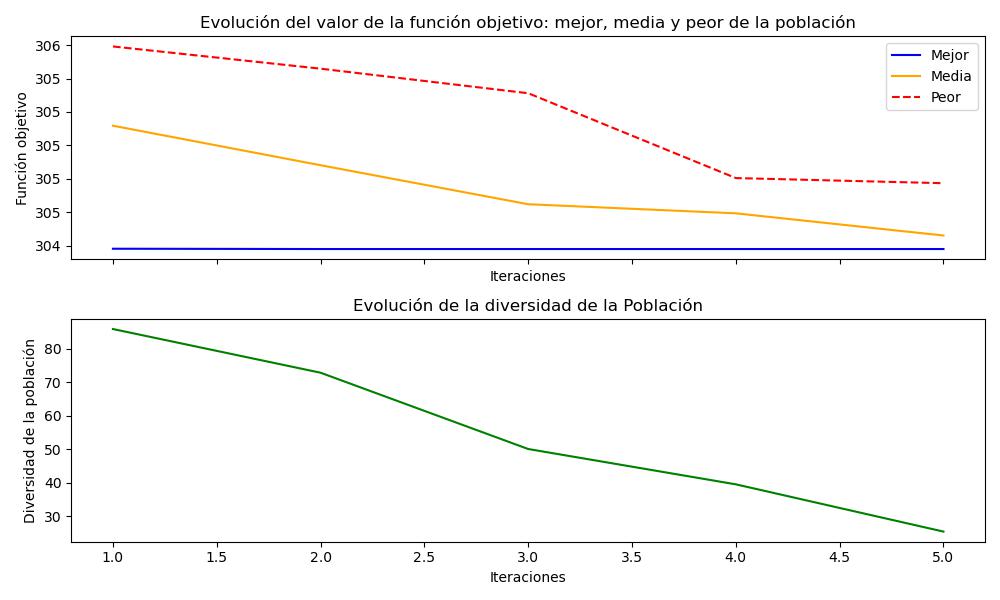 Evolución del valor de la función objetivo: mejor, media y peor de la población
Función objetivo
306
305
305
305
305
305
304
Mejor
Media
Peor
Iteraciones
Evolución de la diversidad de la Población
Diversidad de la población
80
70
60
50
40
30
1.0 1.5 2.0 2.5 3.0 3.5 4.0 4.5 5.0
Iteraciones